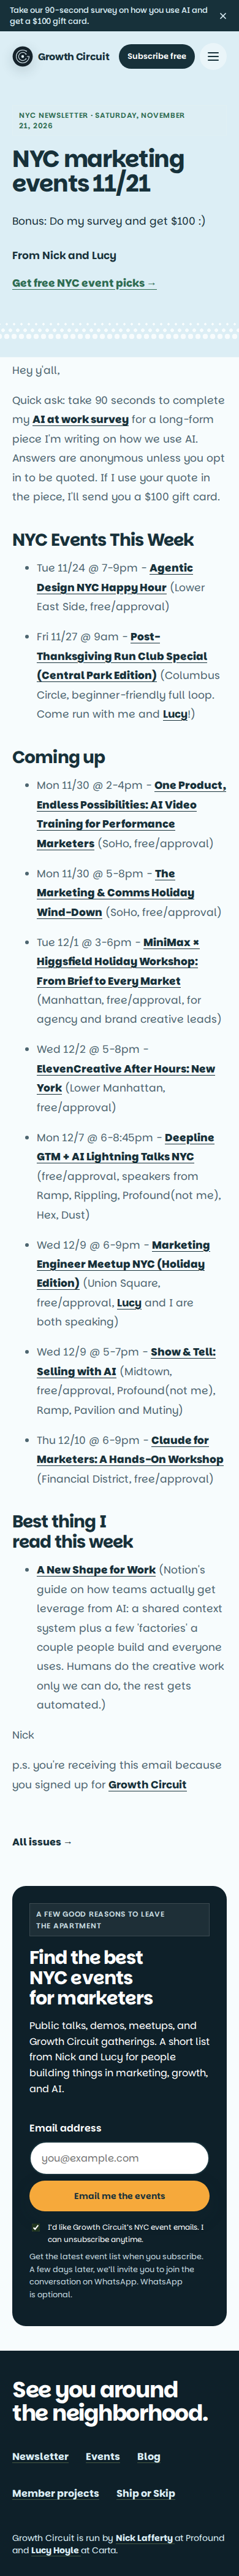 Take our 90-second survey on how you use AI and
get a $100 gift card.
×
Growth Circuit
Subscribe free
NYC NEWSLETTER · SATURDAY, NOVEMBER
21, 2026
NYC marketing
events 11/21
Bonus: Do my survey and get $100 :)
From Nick and Lucy
Get free NYC event picks →
Hey y'all,
Quick ask: take 90 seconds to complete
my AI at work survey for a long-form
piece I'm writing on how we use AI.
Answers are anonymous unless you opt
in to be quoted. If I use your quote in
the piece, I'll send you a $100 gift card.
NYC Events This Week
• Tue 11/24 @ 7-9pm - Agentic
Design NYC Happy Hour (Lower
East Side, free/approval)
• Fri 11/27 @ 9am - Post-
Thanksgiving Run Club Special
(Central Park Edition) (Columbus
Circle, beginner-friendly full loop.
Come run with me and Lucy!)
Coming up
• Mon 11/30 @ 2-4pm - One Product,
Endless Possibilities: AI Video
Training for Performance
Marketers (SoHo, free/approval)
• Mon 11/30 @ 5-8pm - The
Marketing & Comms Holiday
Wind-Down (SoHo, free/approval)
• Tue 12/1 @ 3-6pm - MiniMax ×
Higgsfield Holiday Workshop:
From Brief to Every Market
(Manhattan, free/approval, for
agency and brand creative leads)
• Wed 12/2 @ 5-8pm -
ElevenCreative After Hours: New
York (Lower Manhattan,
free/approval)
• Mon 12/7 @ 6-8:45pm - Deepline
GTM + AI Lightning Talks NYC
(free/approval, speakers from
Ramp, Rippling, Profound(not me),
Hex, Dust)
• Wed 12/9 @ 6-9pm - Marketing
Engineer Meetup NYC (Holiday
Edition) (Union Square,
free/approval, Lucy and I are
both speaking)
• Wed 12/9 @ 5-7pm - Show & Tell:
Selling with AI (Midtown,
free/approval, Profound(not me),
Ramp, Pavilion and Mutiny)
• Thu 12/10 @ 6-9pm - Claude for
Marketers: A Hands-On Workshop
(Financial District, free/approval)
Best thing I
read this week
• A New Shape for Work (Notion's
guide on how teams actually get
leverage from AI: a shared context
system plus a few 'factories' a
couple people build and everyone
uses. Humans do the creative work
only we can do, the rest gets
automated.)
Nick
p.s. you're receiving this email because
you signed up for Growth Circuit
All issues →
A FEW GOOD REASONS TO LEAVE
THE APARTMENT
Find the best
NYC events
for marketers
Public talks, demos, meetups, and
Growth Circuit gatherings. A short list
from Nick and Lucy for people
building things in marketing, growth,
and AI.
Email address
you@example.com
Email me the events
I'd like Growth Circuit's NYC event emails. I
can unsubscribe anytime.
Get the latest event list when you subscribe.
A few days later, we'll invite you to join the
conversation on WhatsApp. WhatsApp
is optional.
See you around
the neighborhood.
Newsletter Events Blog
Member projects Ship or Skip
Growth Circuit is run by Nick Lafferty at Profound
and Lucy Hoyle at Carta.